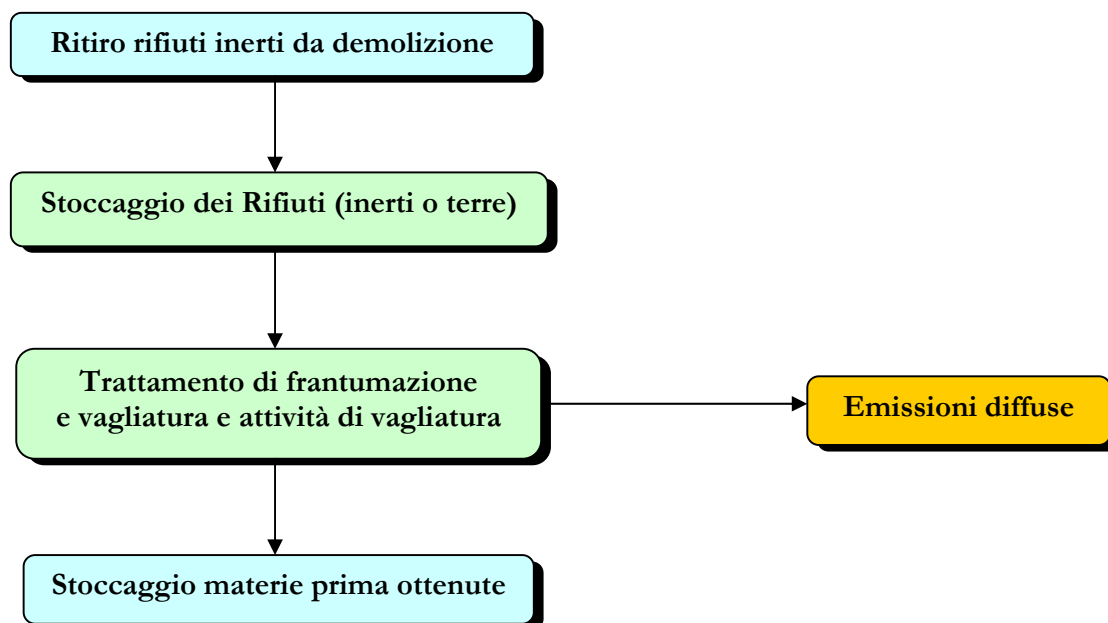 Ritiro rifiuti inerti da demolizione
Stoccaggio dei Rifiuti (inerti o terre)
Trattamento di frantumazione
e vagliatura e attività di vagliatura
Emissioni diffuse
Stoccaggio materie prima ottenute